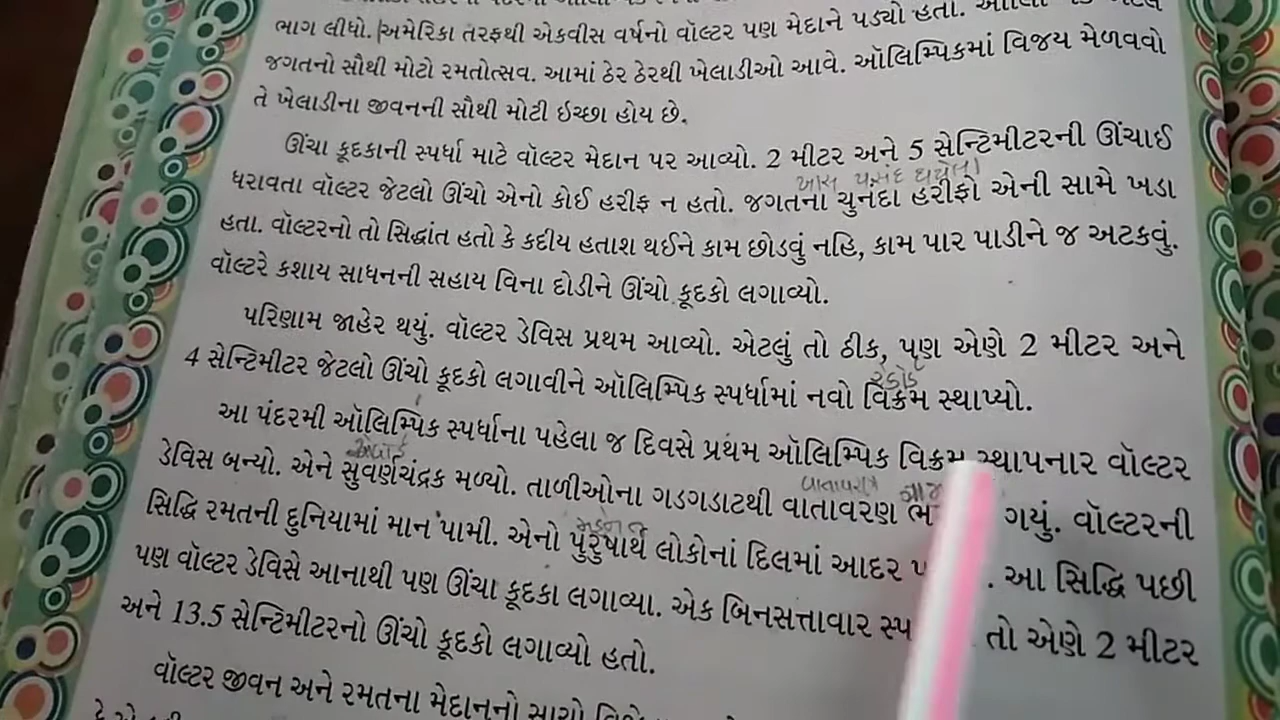 ભાગ લીધો. અમેરિકા તરફથી એકવીસ વર્ષનો વૉલ્ટર પણ મેદાને પડ્યો હતો.
જગતનો સૌથી મોટો રમતોત્સવ. આમાં ઠેર ઠેરથી ખેલાડીઓ આવે. ઑલિમ્પિકમાં વિજય મેળવવો
તે ખેલાડીના જીવનની સૌથી મોટી ઇચ્છા હોય છે.
ઊંચા કૂદકાની સ્પર્ધા માટે વૉલ્ટર મેદાન પર આવ્યો. 2 મીટર અને 5 સેન્ટિમીટરની ઊંચાઈ
ખાસ પસંદ થયેલા
ધરાવતા વૉલ્ટર જેટલો ઊંચો એનો કોઈ હરીફ ન હતો. જગતના ચુનંદા હરીફો એની સામે ખડા
હતા. વૉલ્ટરનો તો સિદ્ધાંત હતો કે કદીય હતાશ થઈને કામ છોડવું નહિ, કામ પાર પાડીને જ અટકવું.
વૉલ્ટરે કશાય સાધનની સહાય વિના દોડીને ઊંચો કૂદકો લગાવ્યો.
પરિણામ જાહેર થયું. વૉલ્ટર ડેવિસ પ્રથમ આવ્યો. એટલું તો ઠીક, પણ એણે 2 મીટર અને
રેકોર્ડ
4 સેન્ટિમીટર જેટલો ઊંચો કૂદકો લગાવીને ઑલિમ્પિક સ્પર્ધામાં નવો વિક્રમ સ્થાપ્યો.
આ પંદરમી ઑલિમ્પિક સ્પર્ધાના પહેલા જ દિવસે પ્રથમ ઑલિમ્પિક વિક્રમ સ્થાપનાર વૉલ્ટર
ડેવિસ બન્યો. એને સુવર્ણચંદ્રક મળ્યો. તાળીઓના ગડગડાટથી વાતાવરણ ગયું. વૉલ્ટરની
સિદ્ધિ રમતની દુનિયામાં માન પામી. એનો પુરુષાર્થ લોકોનાં દિલમાં આદર . આ સિદ્ધિ પછી
પણ વૉલ્ટર ડેવિસે આનાથી પણ ઊંચા કૂદકા લગાવ્યા. એક બિનસત્તાવાર તો એણે 2 મીટર
અને 13.5 સેન્ટિમીટરનો ઊંચો કૂદકો લગાવ્યો હતો.
વૉલ્ટર જીવન અને રમતના મેદાનનો સાચો